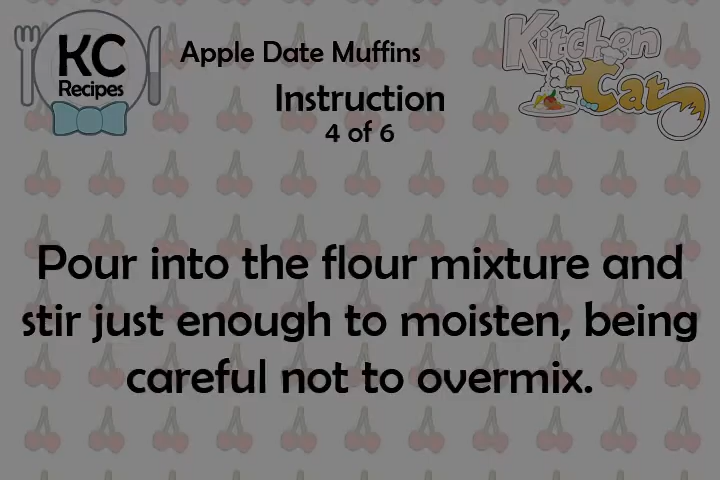 KC
Recipes
Apple Date Muffins
Instruction
4 of 6
Kitchen
Cat
Pour into the flour mixture and
stir just enough to moisten, being
careful not to overmix.